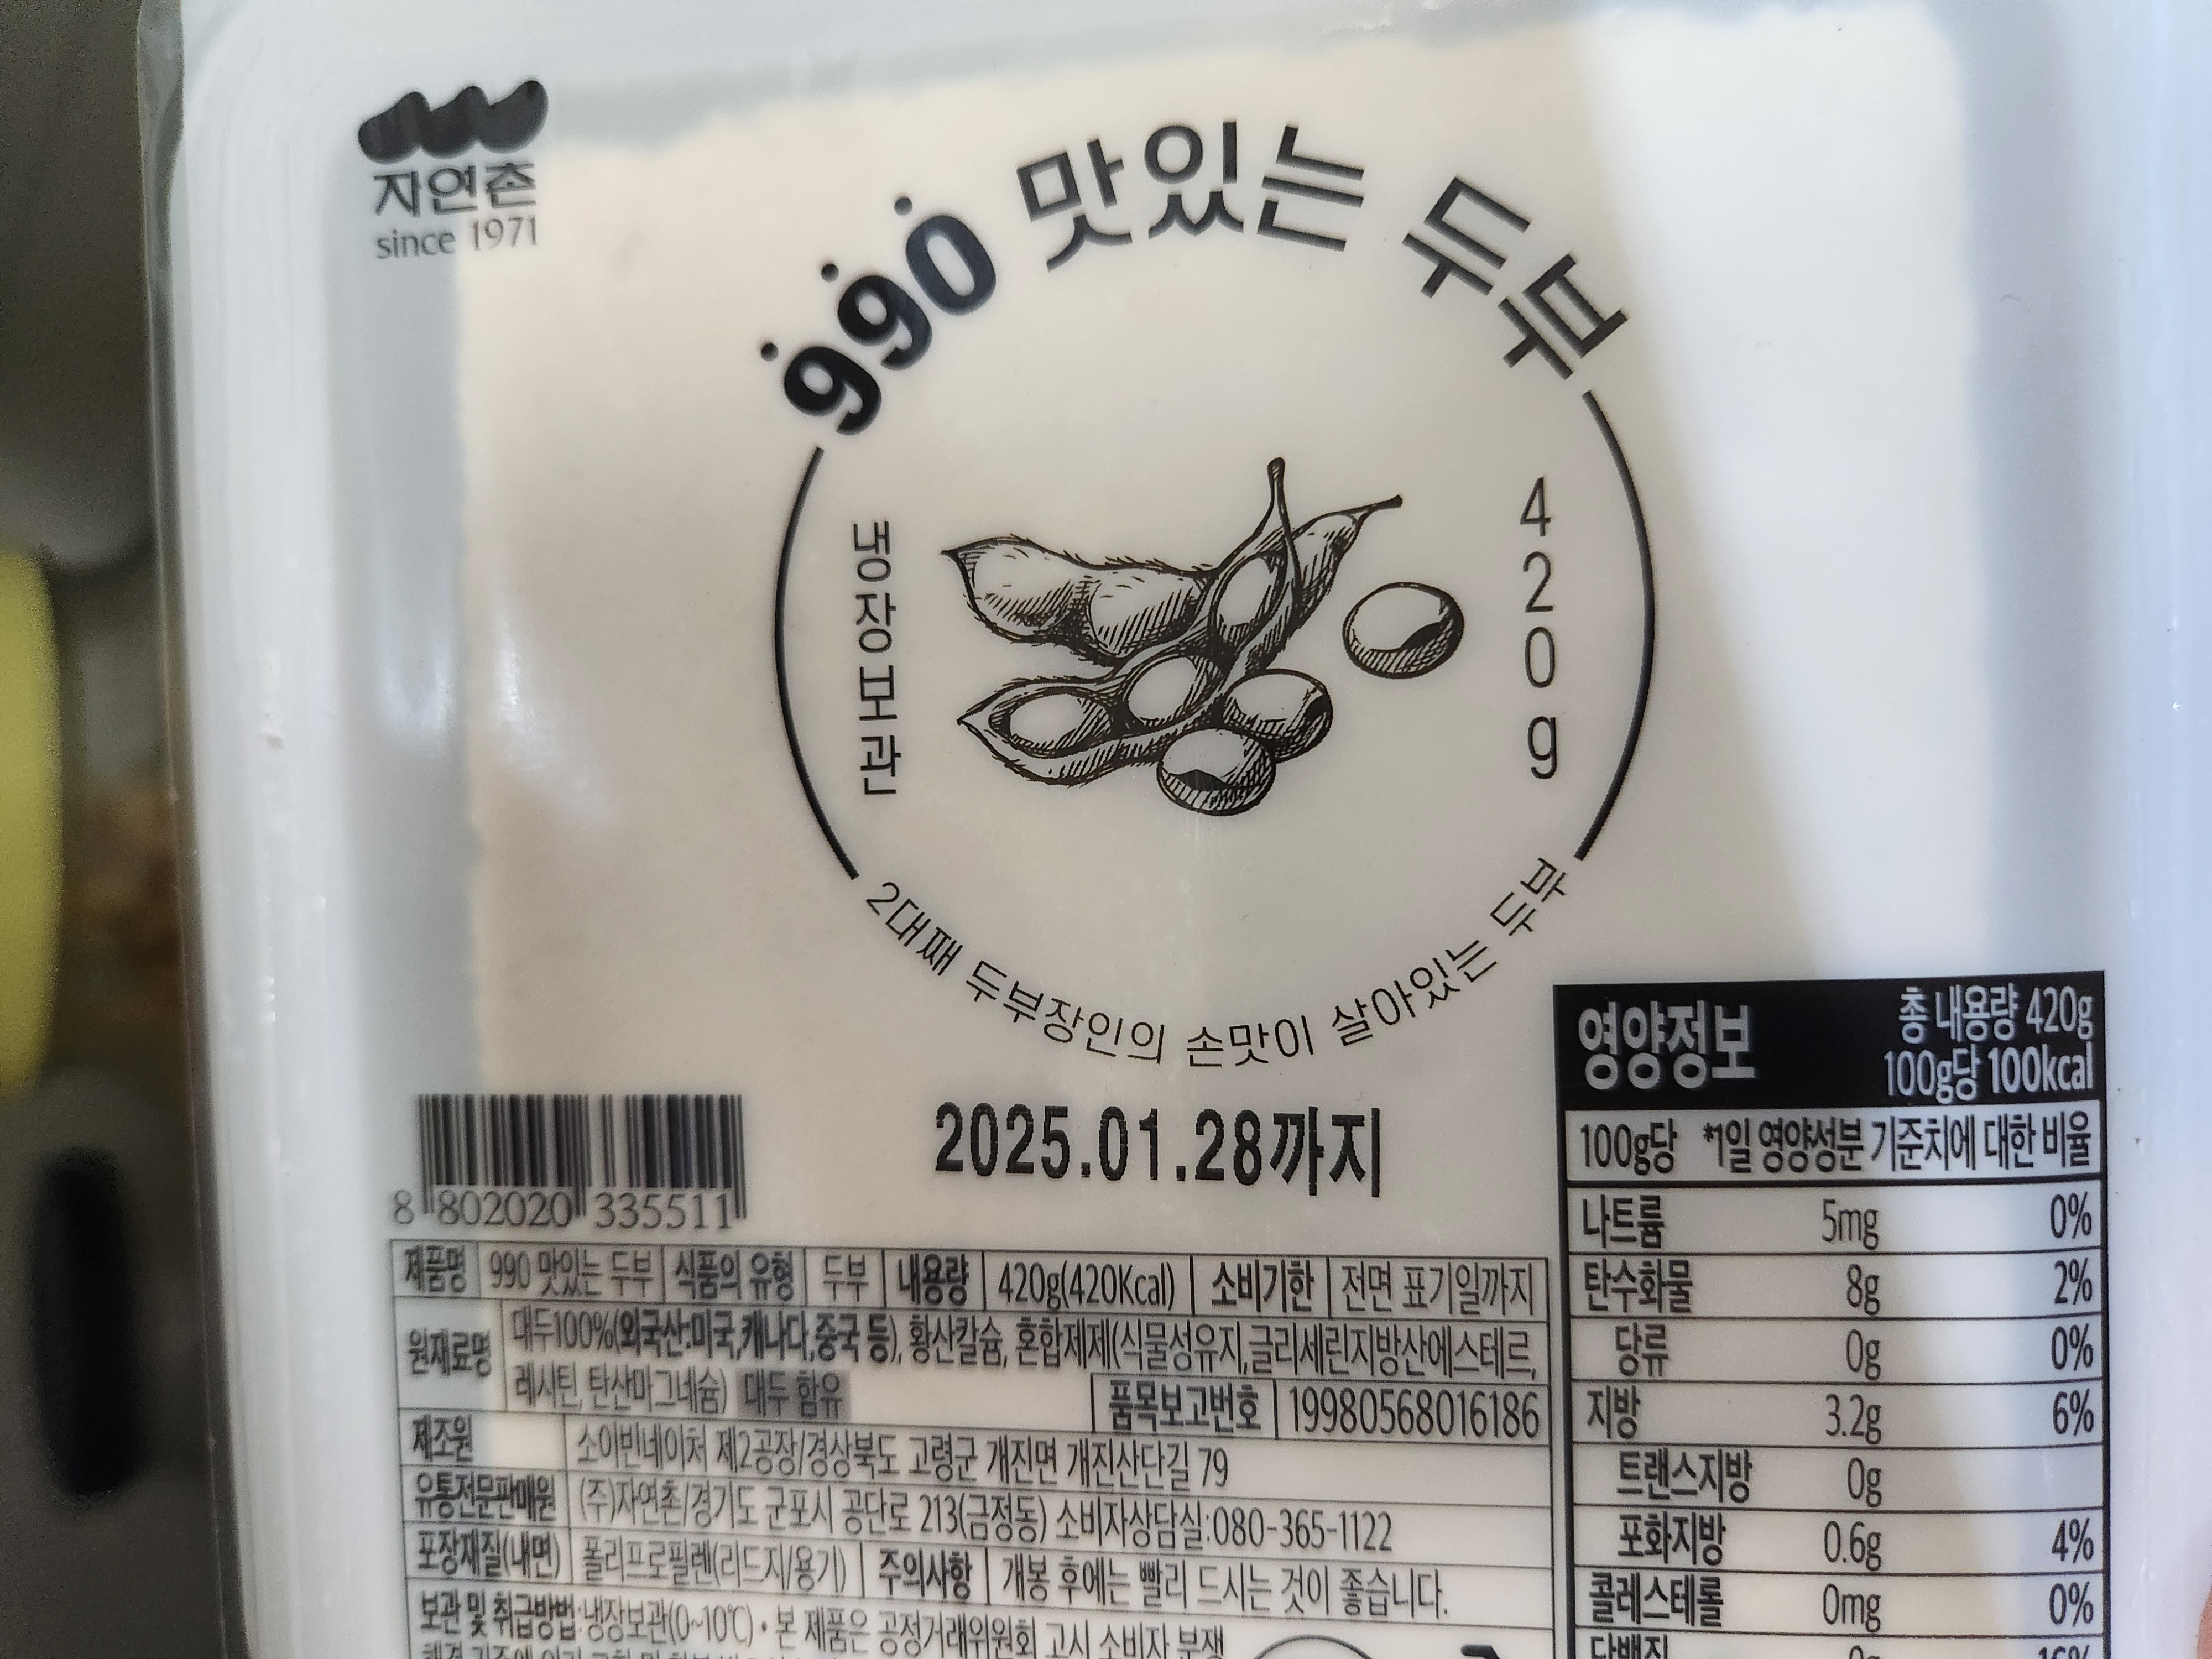 자연촌
since 1971
990 맛있는 두부
냉장보관
420g
2대째 두부장인의 손맛이 살아있는 두부
2025.01.28까지
8 802020 335511
제품명 990 맛있는 두부 식품의 유형 두부 내용량 420g(420Kcal) 소비기한 전면 표기일까지
원재료명 대두100%(외국산:미국,캐나다,중국 등), 황산칼슘, 혼합제제(식물성유지,글리세린지방산에스테르,
레시틴, 탄산마그네슘) 대두 함유
품목보고번호 19980568016186
제조원 소이빈네이처 제2공장/경상북도 고령군 개진면 개진산단길 79
유통전문판매원 (주)자연촌/경기도 군포시 공단로 213(금정동) 소비자상담실:080-365-1122
포장재질(내면) 폴리프로필렌(리드지/용기) 주의사항 개봉 후에는 빨리 드시는 것이 좋습니다.
보관 및 취급방법:냉장보관(0~10℃)・본 제품은 공정거래위원회 고시 소비자 분쟁
영양정보 총 내용량 420g
100g당 100kcal
100g당 *1일 영양성분 기준치에 대한 비율
나트륨 5mg 0%
탄수화물 8g 2%
당류 0g 0%
지방 3.2g 6%
트랜스지방 0g
포화지방 0.6g 4%
콜레스테롤 0mg 0%
단백질